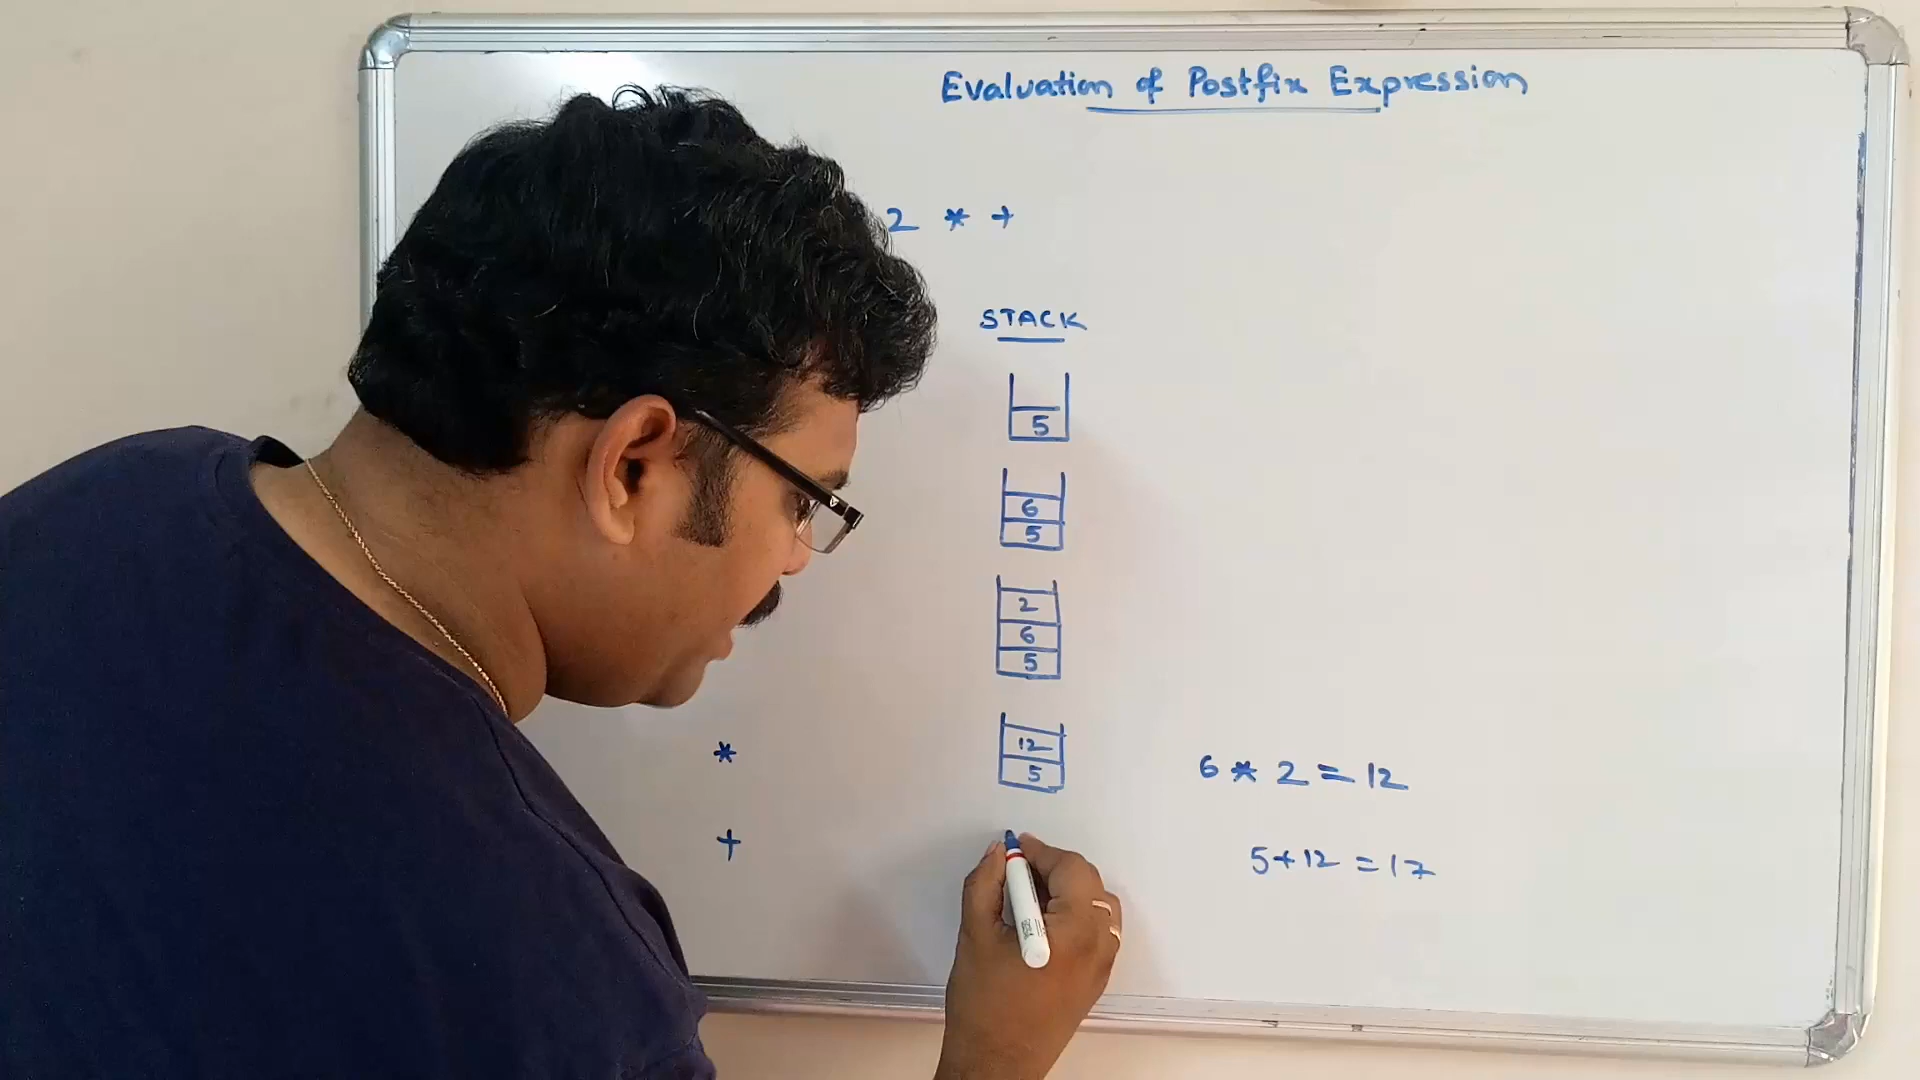 Evaluation of Postfix Expression
2 * +
STACK
5
6
5
2
6
5
* 12
5 6 * 2 = 12
+ 5+12 = 17